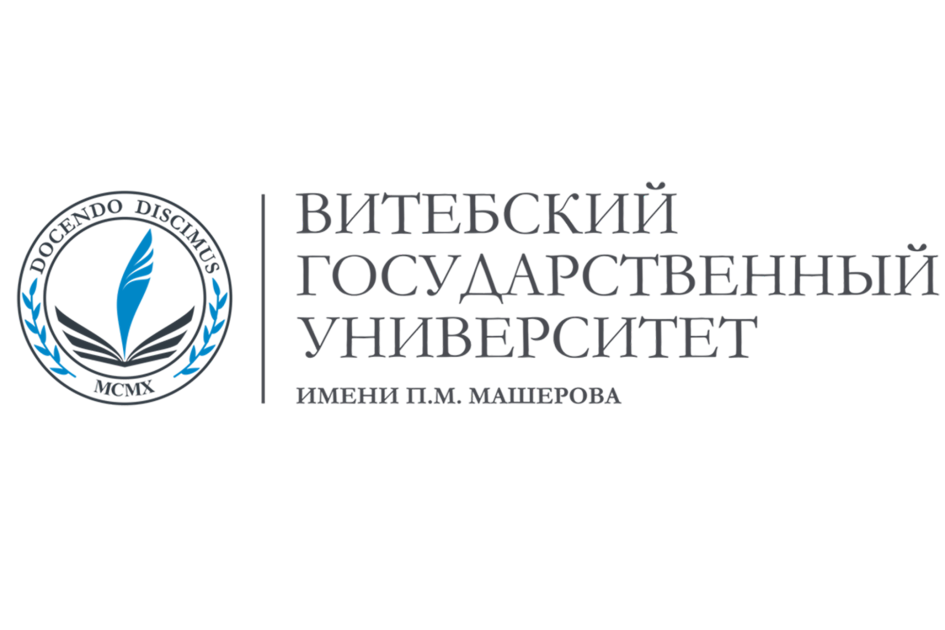 DOCENDO DISCIMUS
MCMX
ВИТЕБСКИЙ
ГОСУДАРСТВЕННЫЙ
УНИВЕРСИТЕТ
ИМЕНИ П.М. МАШЕРОВА